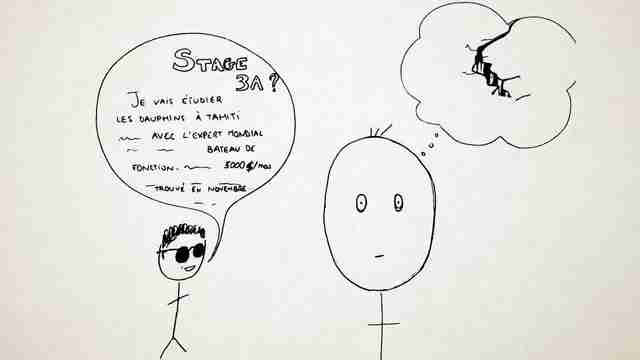 STAGE
3A ?
JE VAIS ÉTUDIER
LES DAUPHINS À TAHITI
AVEC L'EXPERT MONDIAL
BATEAU DE
FONCTION. 5000$/mois
TROUVÉ EN NOVEMBRE